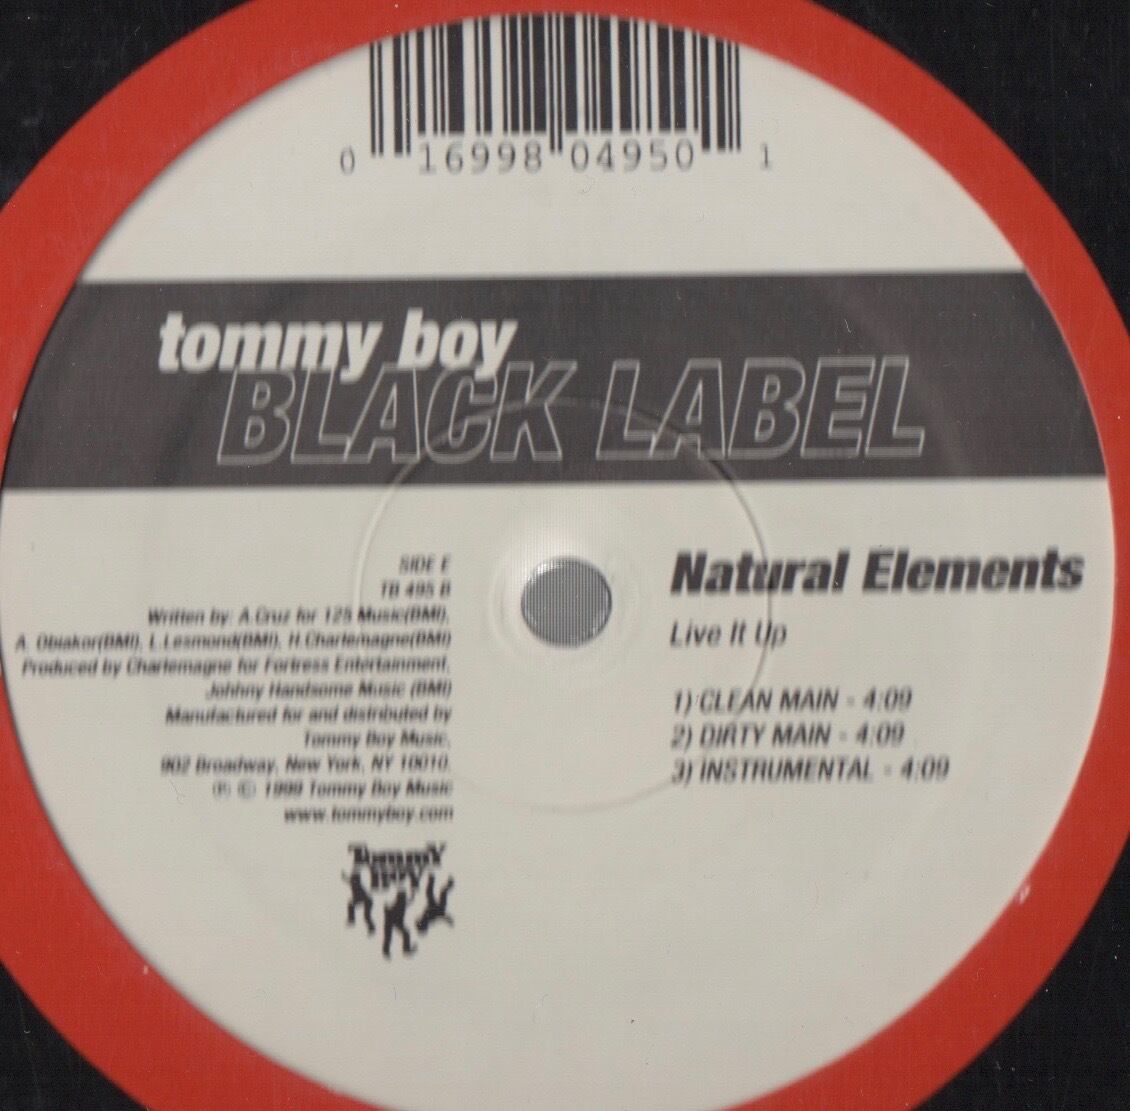 0 16998 04950 1
tommy boy
BLACK LABEL
SIDE E
TB 495 B
Written by: A.Cruz for 125 Music(BMI),
A. Obiakor(BMI), L.Lesmond(BMI), H.Charlemagne(BMI)
Produced by Charlemagne for Fortress Entertainment,
Johhny Handsome Music (BMI)
Manufactured for and distributed by
Tommy Boy Music,
902 Broadway, New York, NY 10010.
℗ © 1999 Tommy Boy Music
www.tommyboy.com
Tommy
Boy
Natural Elements
Live It Up
1) CLEAN MAIN - 4:09
2) DIRTY MAIN - 4:09
3) INSTRUMENTAL - 4:09